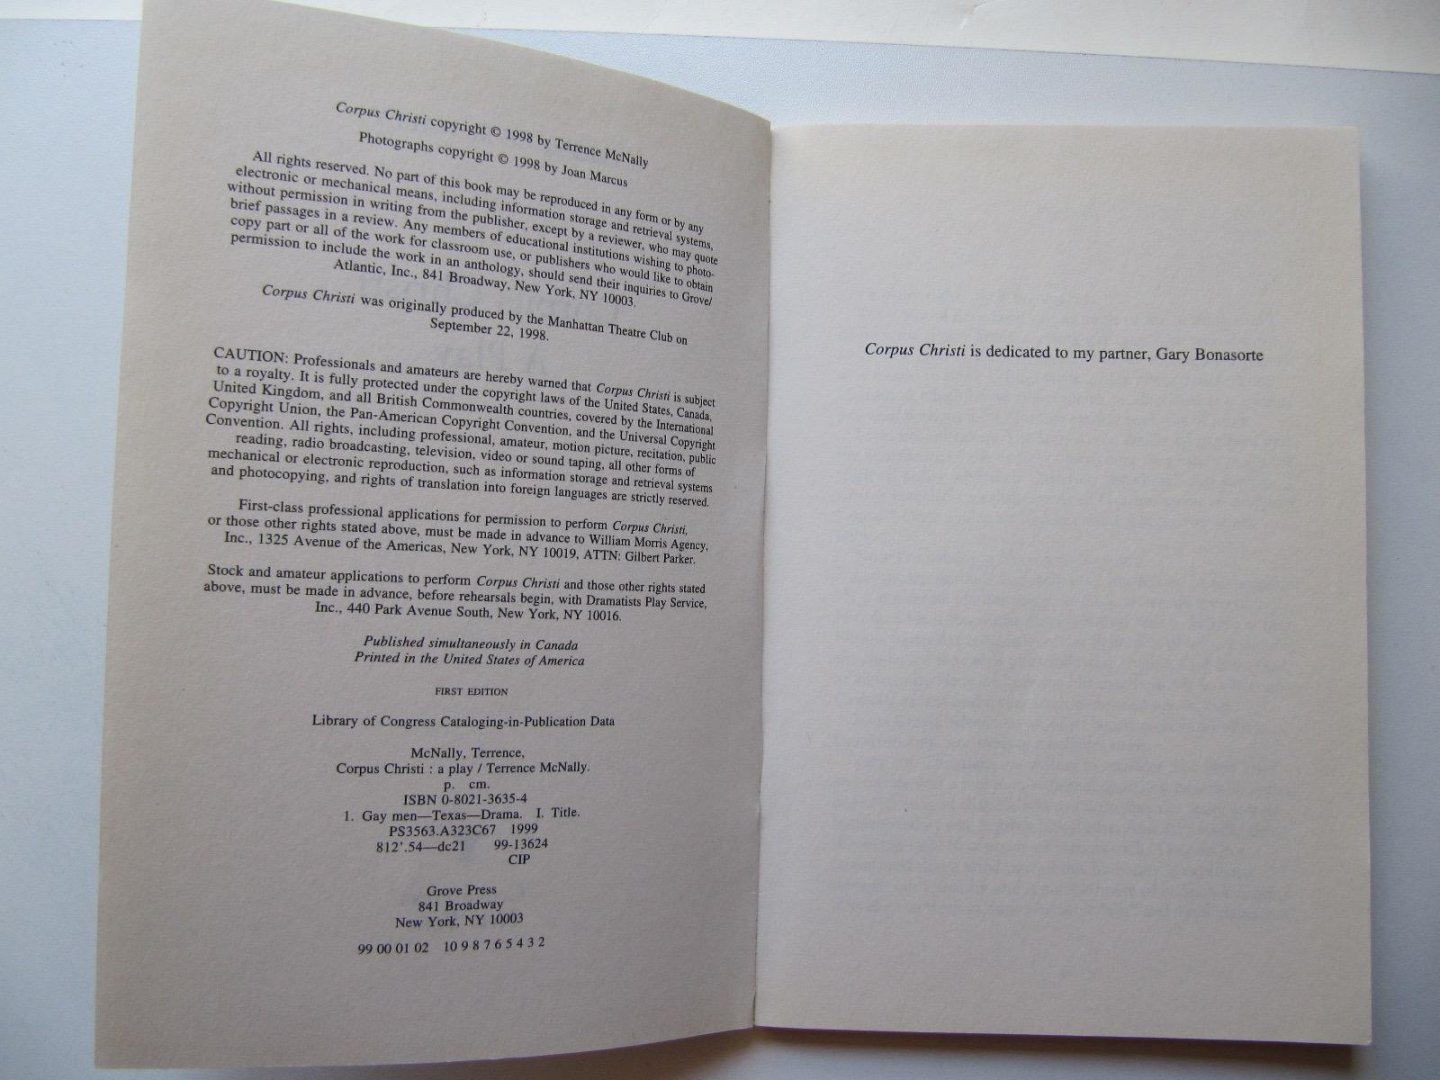 Corpus Christi copyright © 1998 by Terrence McNally
Photographs copyright © 1998 by Joan Marcus
All rights reserved. No part of this book may be reproduced in any form or by any
electronic or mechanical means, including information storage and retrieval systems,
without permission in writing from the publisher, except by a reviewer, who may quote
brief passages in a review. Any members of educational institutions wishing to photo-
copy part or all of the work for classroom use, or publishers who would like to obtain
permission to include the work in an anthology, should send their inquiries to Grove/
Atlantic, Inc., 841 Broadway, New York, NY 10003.
Corpus Christi was originally produced by the Manhattan Theatre Club on
September 22, 1998.
CAUTION: Professionals and amateurs are hereby warned that Corpus Christi is subject
to a royalty. It is fully protected under the copyright laws of the United States, Canada,
United Kingdom, and all British Commonwealth countries, covered by the International
Copyright Union, the Pan-American Copyright Convention, and the Universal Copyright
Convention. All rights, including professional, amateur, motion picture, recitation, public
reading, radio broadcasting, television, video or sound taping, all other forms of
mechanical or electronic reproduction, such as information storage and retrieval systems
and photocopying, and rights of translation into foreign languages are strictly reserved.
First-class professional applications for permission to perform Corpus Christi,
or those other rights stated above, must be made in advance to William Morris Agency,
Inc., 1325 Avenue of the Americas, New York, NY 10019, ATTN: Gilbert Parker.
Stock and amateur applications to perform Corpus Christi and those other rights stated
above, must be made in advance, before rehearsals begin, with Dramatists Play Service,
Inc., 440 Park Avenue South, New York, NY 10016.
Published simultaneously in Canada
Printed in the United States of America
FIRST EDITION
Library of Congress Cataloging-in-Publication Data
McNally, Terrence,
Corpus Christi : a play / Terrence McNally.
p. cm.
ISBN 0-8021-3635-4
1. Gay men—Texas—Drama. I. Title.
PS3563.A323C67 1999
812'.54—dc21 99-13624
CIP
Grove Press
841 Broadway
New York, NY 10003
99 00 01 02 10 9 8 7 6 5 4 3 2
Corpus Christi is dedicated to my partner, Gary Bonasorte